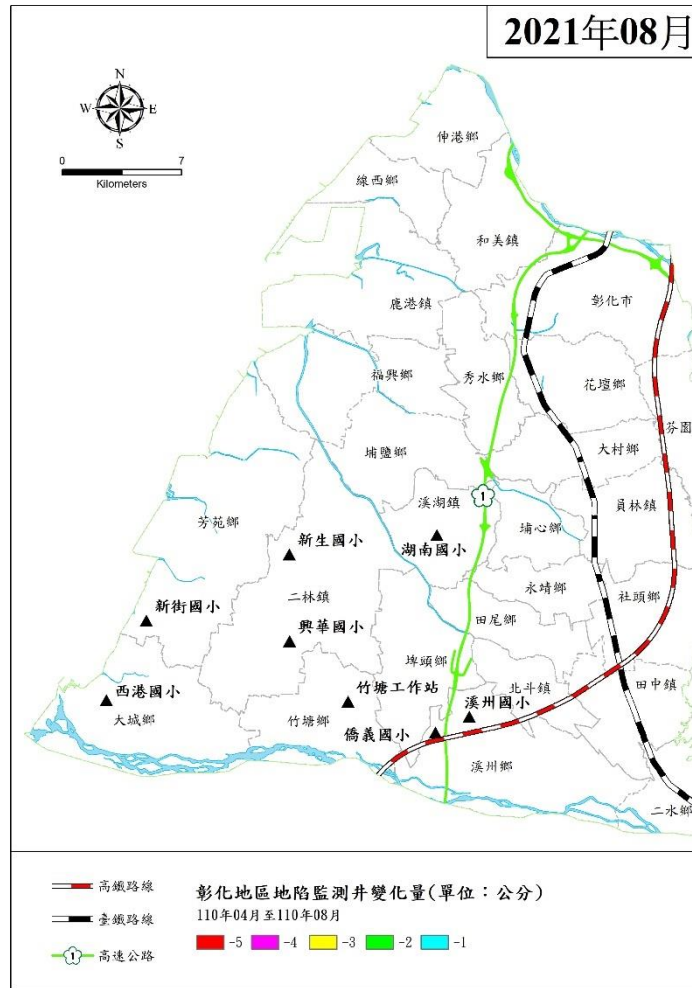 2021年08月
N
W
E
S
0
7
Kilometers
伸港鄉
線西鄉
和美鎮
鹿港鎮
彰化市
福興鄉
秀水鄉
花壇鄉
芬園
大村鄉
埔鹽鄉
員林鎮
溪湖鎮
1
芳苑鄉
埔心鄉
新生國小
湖南國小
永靖鄉
社頭鄉
二林鎮
新街國小
田尾鄉
興華國小
埤頭鄉
北斗鎮
田中鎮
西港國小
竹塘工作站
溪州國小
大城鄉
竹塘鄉
僑義國小
溪州鄉
二水鄉
高鐵路線
臺鐵路線
1
高速公路
彰化地區地陷監測井變化量(單位：公分)
110年04月至110年08月
-5
-4
-3
-2
-1